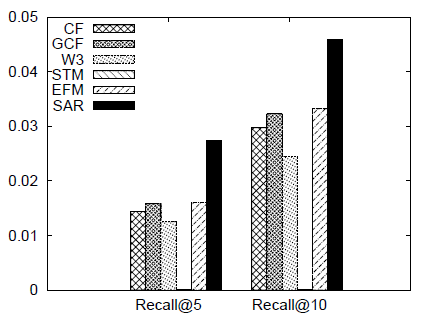 0.05
0.04
0.03
0.02
0.01
0
CF
GCF
W3
STM
EFM
SAR
Recall@5
Recall@10